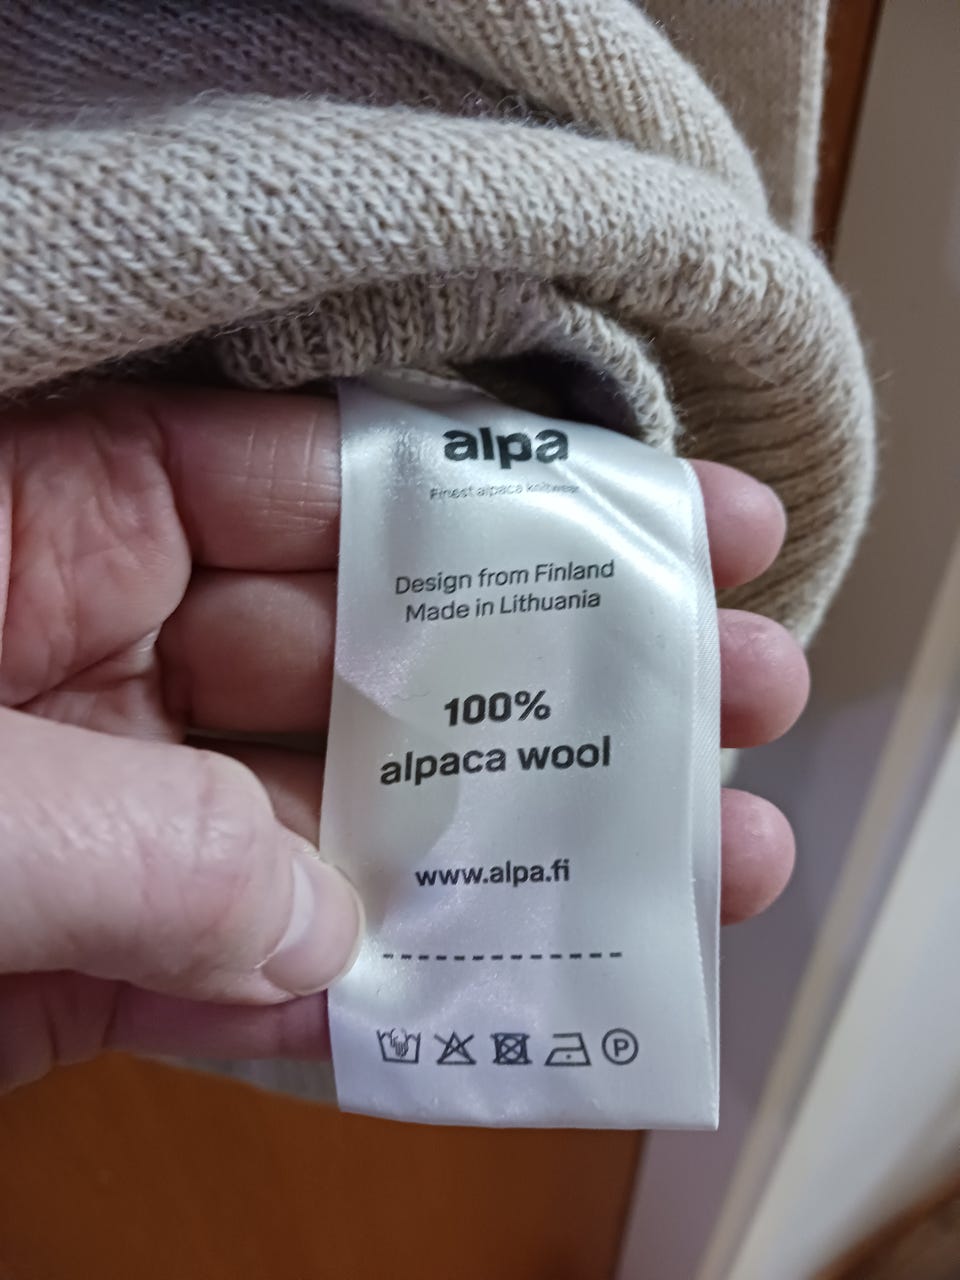 alpa
Finest alpaca knitwear
Design from Finland
Made in Lithuania
100%
alpaca wool
www.alpa.fi
P